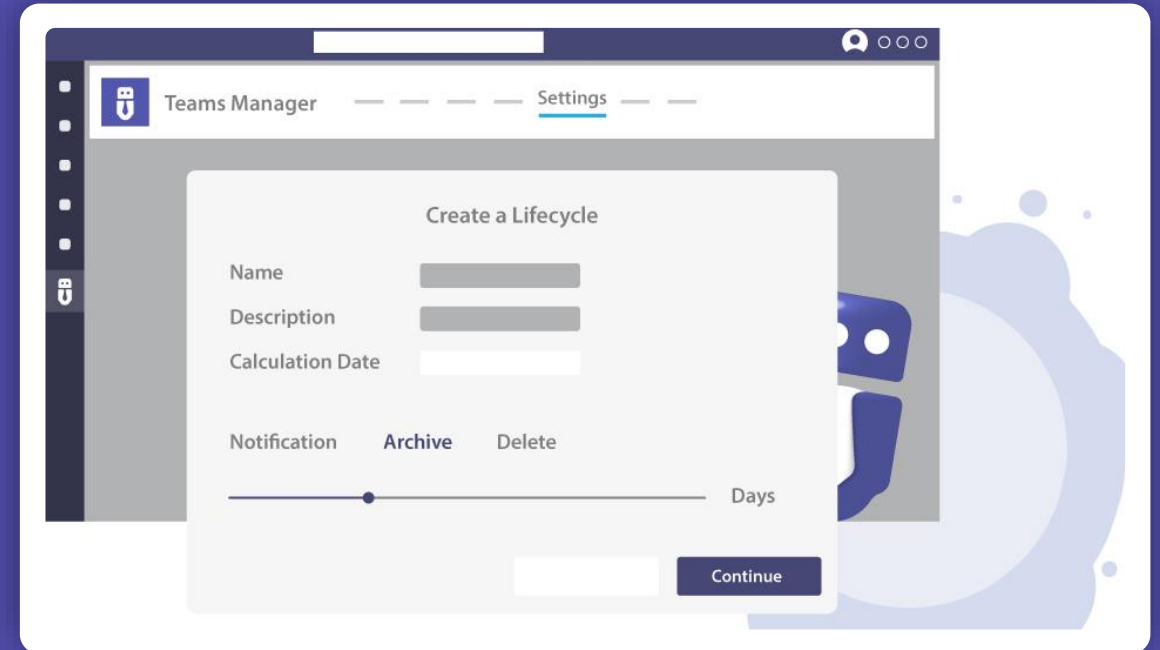 Teams Manager
Settings
Create a Lifecycle
Name
Description
Calculation Date
Notification Archive Delete
Days
Continue